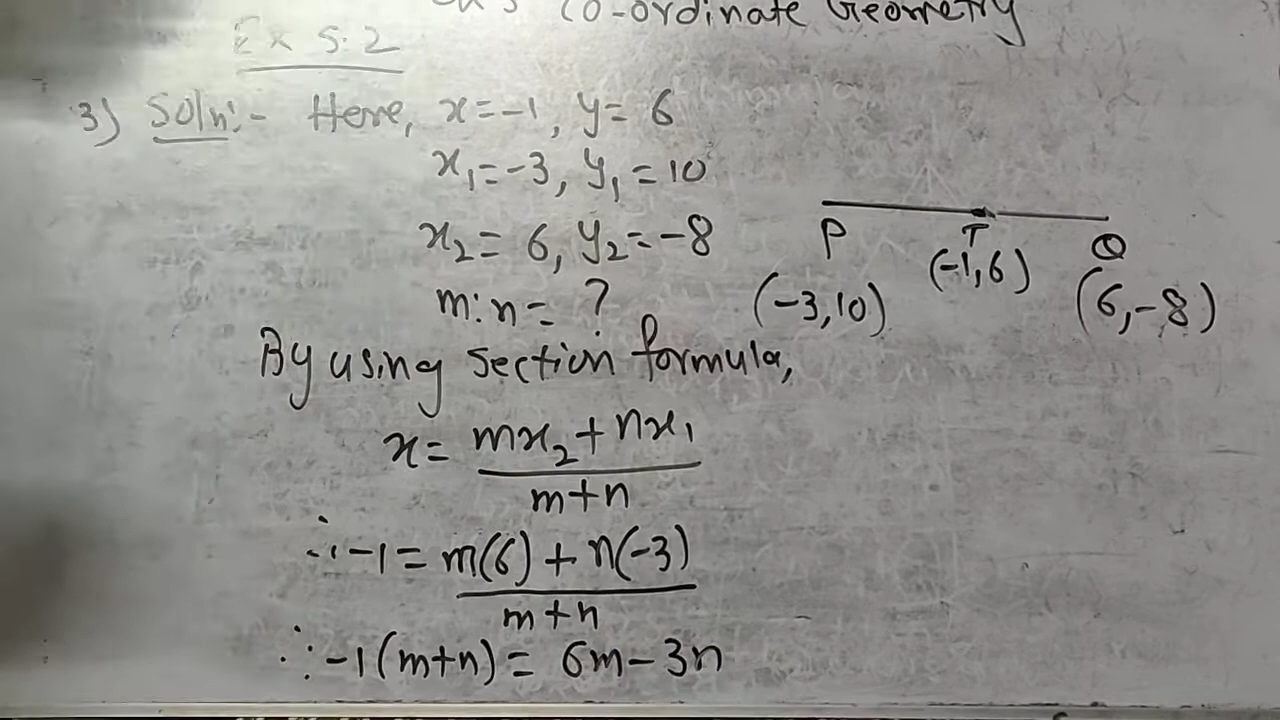 Co-ordinate Geometry
Ex 5.2
3) Soln:- Here, x=-1, y= 6
x₁=-3, y₁=10
x₂= 6, y₂=-8
m:n= ?
P T Q
(-3,10) (-1,6) (6,-8)
By using section formula,
x= mx₂+nx₁
m+n
∴-1= m(6)+n(-3)
m+n
∴-1(m+n)= 6m-3n